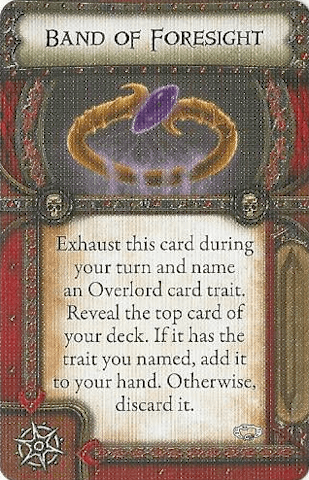 BAND OF FORESIGHT
Exhaust this card during
your turn and name
an Overlord card trait.
Reveal the top card of
your deck. If it has the
trait you named, add it
to your hand. Otherwise,
discard it.